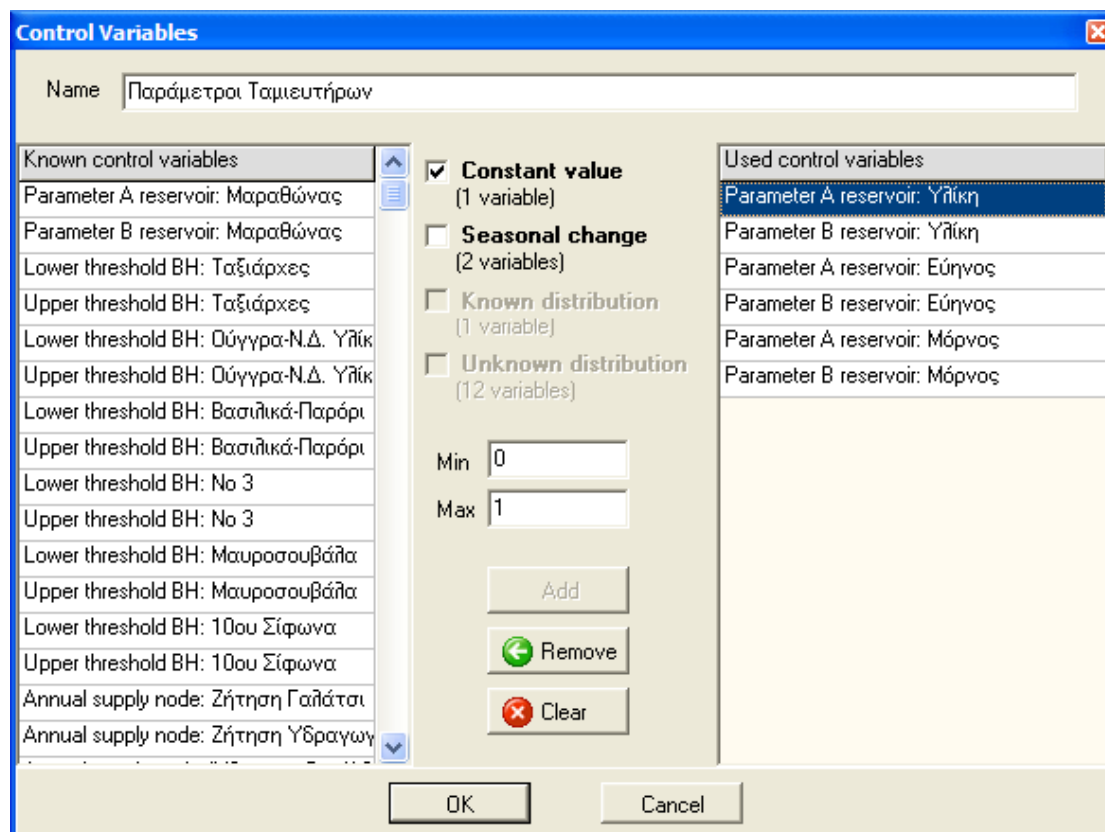 Control Variables
Name Παράμετροι Ταμιευτήρων
Known control variables
Parameter A reservoir: Μαραθώνας
Parameter B reservoir: Μαραθώνας
Lower threshold BH: Ταξιάρχες
Upper threshold BH: Ταξιάρχες
Lower threshold BH: Ούγγρα-Ν.Δ. Υλίκ
Upper threshold BH: Ούγγρα-Ν.Δ. Υλίκ
Lower threshold BH: Βασιλικά-Παρόρι
Upper threshold BH: Βασιλικά-Παρόρι
Lower threshold BH: No 3
Upper threshold BH: No 3
Lower threshold BH: Μαυροσουβάλα
Upper threshold BH: Μαυροσουβάλα
Lower threshold BH: 10ου Σίφωνα
Upper threshold BH: 10ου Σίφωνα
Annual supply node: Ζήτηση Γαλάτσι
Annual supply node: Ζήτηση Υδραγωγ
Constant value
(1 variable)
Seasonal change
(2 variables)
Known distribution
(1 variable)
Unknown distribution
(12 variables)
Min 0
Max 1
Add
Remove
Clear
Used control variables
Parameter A reservoir: Υλίκη
Parameter B reservoir: Υλίκη
Parameter A reservoir: Εύηνος
Parameter B reservoir: Εύηνος
Parameter A reservoir: Μόρνος
Parameter B reservoir: Μόρνος
OK Cancel